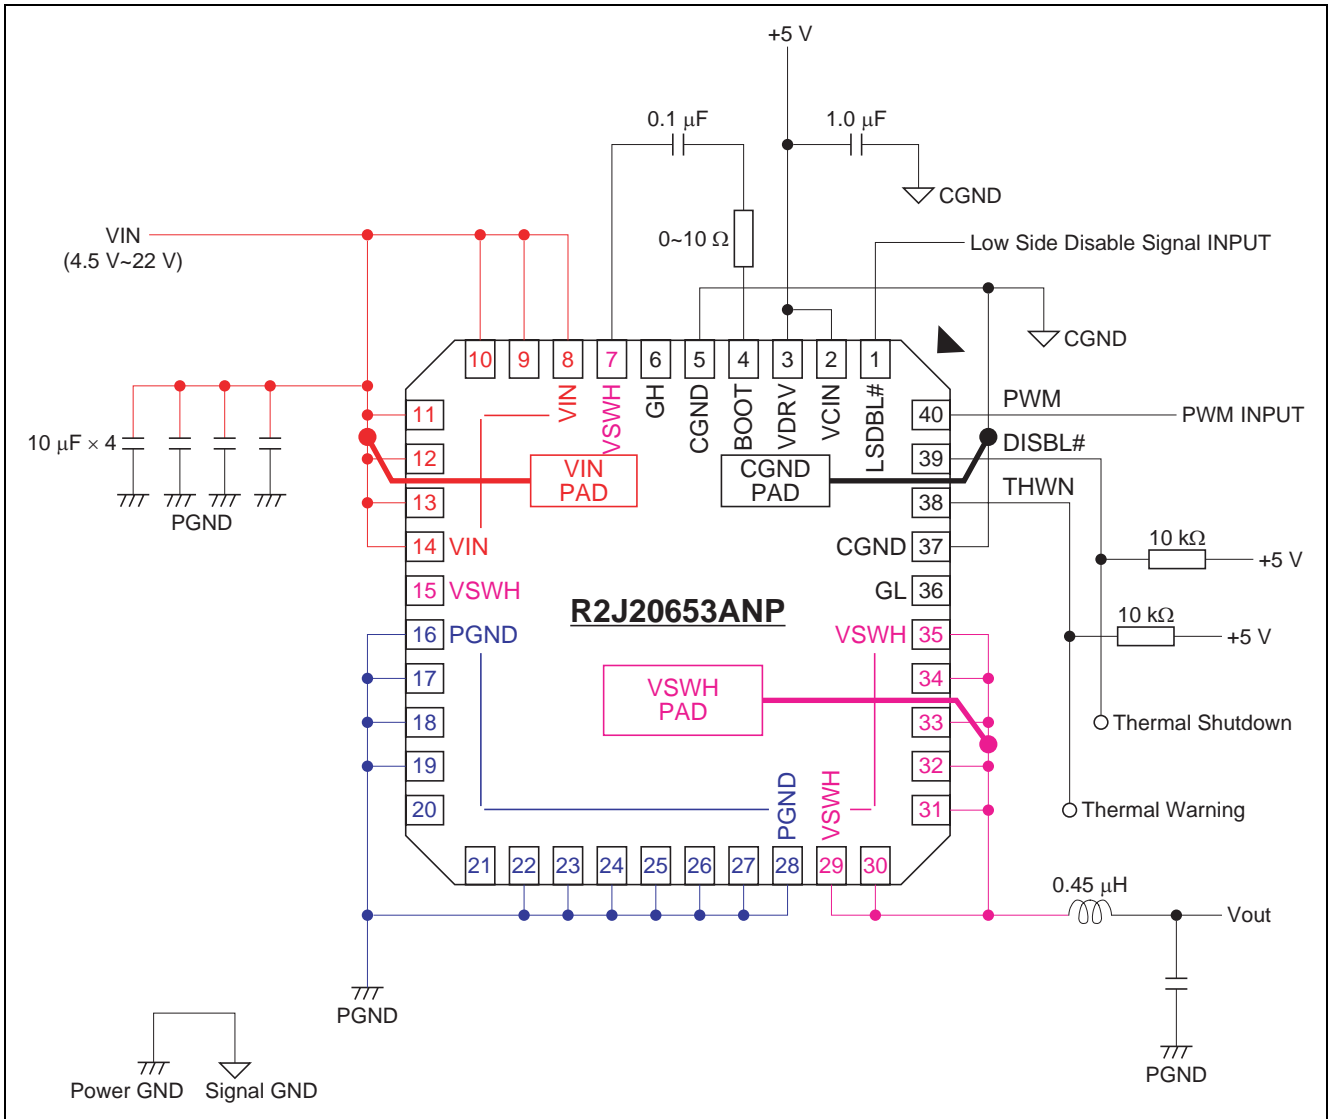 +5 V
0.1 μF
1.0 μF
CGND
VIN
(4.5 V~22 V)
0~10 Ω
Low Side Disable Signal INPUT
CGND
10 9 8 7 6 5 4 3 2 1
VIN
VSWH
GH
CGND
BOOT
VDRV
VCIN
LSDBL#
10 μF × 4
PGND
11
12
13
14 VIN
15 VSWH
16 PGND
17
18
19
20
VIN
PAD
CGND
PAD
R2J20653ANP
VSWH
PAD
40 PWM
PWM INPUT
39 DISBL#
38 THWN
CGND 37
GL 36
VSWH 35
34
33
32
31
10 kΩ
+5 V
10 kΩ
+5 V
Thermal Shutdown
Thermal Warning
PGND
VSWH
21 22 23 24 25 26 27 28 29 30
0.45 μH
Vout
PGND
PGND
Power GND Signal GND